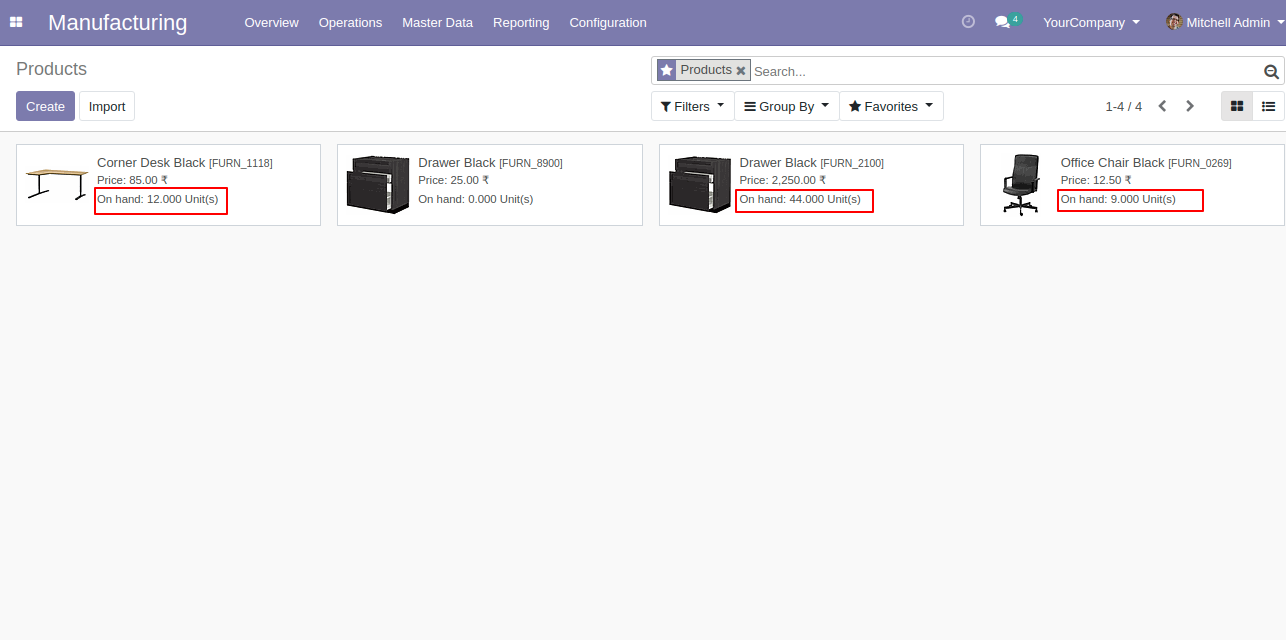 Manufacturing Overview Operations Master Data Reporting Configuration 4 YourCompany Mitchell Admin
Products
Products Search...
Create Import
Filters Group By Favorites 1-4 / 4
Corner Desk Black [FURN_1118]
Price: 85.00 ₹
On hand: 12.000 Unit(s)
Drawer Black [FURN_8900]
Price: 25.00 ₹
On hand: 0.000 Unit(s)
Drawer Black [FURN_2100]
Price: 2,250.00 ₹
On hand: 44.000 Unit(s)
Office Chair Black [FURN_0269]
Price: 12.50 ₹
On hand: 9.000 Unit(s)